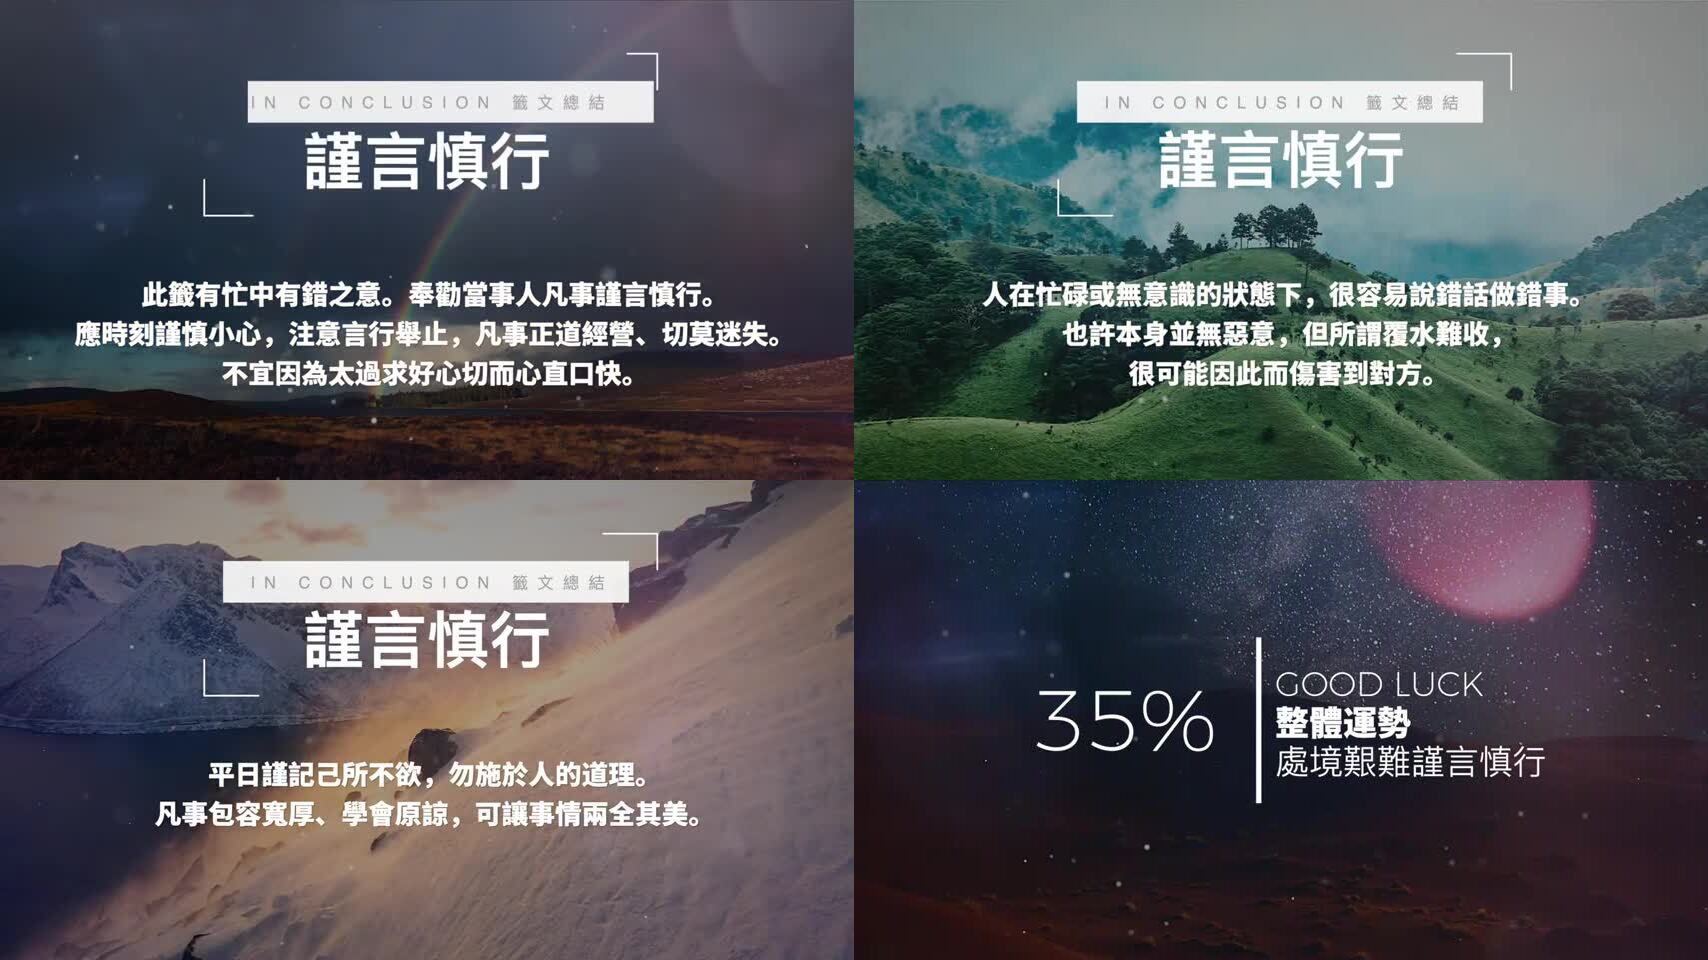 IN CONCLUSION 籤文總結
謹言慎行
此籤有忙中有錯之意。奉勸當事人凡事謹言慎行。
應時刻謹慎小心，注意言行舉止，凡事正道經營、切莫迷失。
不宜因為太過求好心切而心直口快。
IN CONCLUSION 籤文總結
謹言慎行
人在忙碌或無意識的狀態下，很容易說錯話做錯事。
也許本身並無惡意，但所謂覆水難收，
很可能因此而傷害到對方。
IN CONCLUSION 籤文總結
謹言慎行
平日謹記己所不欲，勿施於人的道理。
凡事包容寬厚、學會原諒，可讓事情兩全其美。
35%
GOOD LUCK
整體運勢
處境艱難謹言慎行